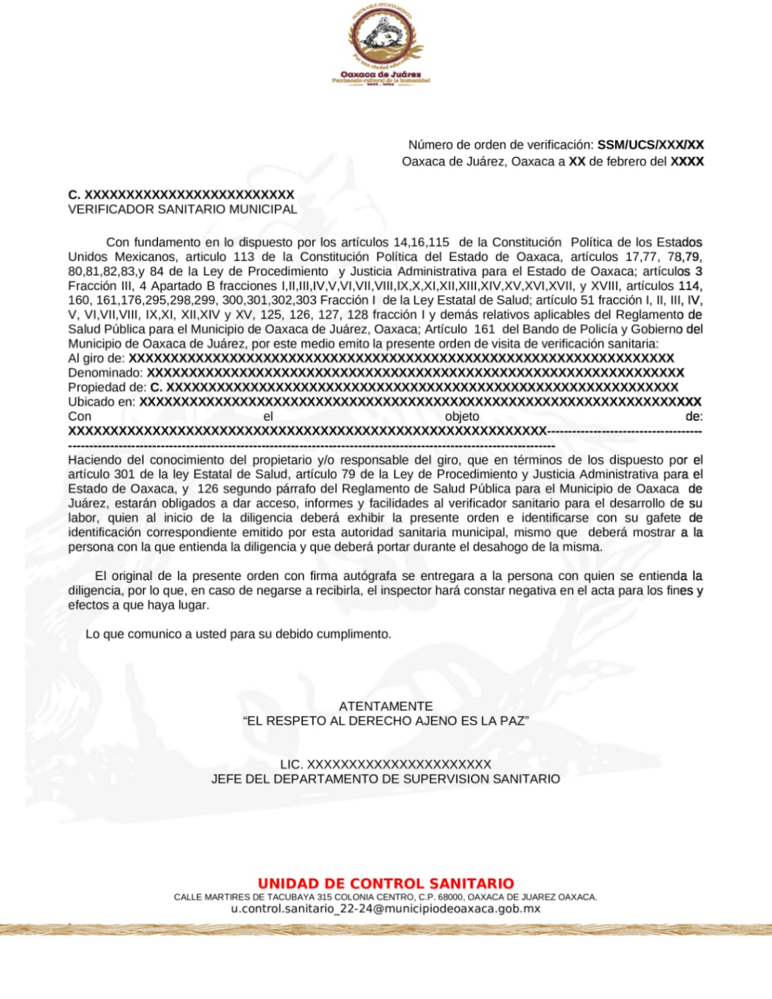 HONORABLE AYUNTAMIENTO
Por una ciudad educadora
Oaxaca de Juárez
Patrimonio cultural de la humanidad
2022 - 2024
Número de orden de verificación: SSM/UCS/XXX/XX
Oaxaca de Juárez, Oaxaca a XX de febrero del XXXX
C. XXXXXXXXXXXXXXXXXXXXXXXXX
VERIFICADOR SANITARIO MUNICIPAL
Con fundamento en lo dispuesto por los artículos 14,16,115 de la Constitución Política de los Estados
Unidos Mexicanos, articulo 113 de la Constitución Política del Estado de Oaxaca, artículos 17,77, 78,79,
80,81,82,83,y 84 de la Ley de Procedimiento y Justicia Administrativa para el Estado de Oaxaca; artículos 3
Fracción III, 4 Apartado B fracciones I,II,III,IV,V,VI,VII,VIII,IX,X,XI,XII,XIII,XIV,XV,XVI,XVII, y XVIII, artículos 114,
160, 161,176,295,298,299, 300,301,302,303 Fracción I de la Ley Estatal de Salud; artículo 51 fracción I, II, III, IV,
V, VI,VII,VIII, IX,XI, XII,XIV y XV, 125, 126, 127, 128 fracción I y demás relativos aplicables del Reglamento de
Salud Pública para el Municipio de Oaxaca de Juárez, Oaxaca; Artículo 161 del Bando de Policía y Gobierno del
Municipio de Oaxaca de Juárez, por este medio emito la presente orden de visita de verificación sanitaria:
Al giro de: XXXXXXXXXXXXXXXXXXXXXXXXXXXXXXXXXXXXXXXXXXXXXXXXXXXXXXXXXXXXXXXXX
Denominado: XXXXXXXXXXXXXXXXXXXXXXXXXXXXXXXXXXXXXXXXXXXXXXXXXXXXXXXXXXXXXXXX
Propiedad de: C. XXXXXXXXXXXXXXXXXXXXXXXXXXXXXXXXXXXXXXXXXXXXXXXXXXXXXXXXXXXXX
Ubicado en: XXXXXXXXXXXXXXXXXXXXXXXXXXXXXXXXXXXXXXXXXXXXXXXXXXXXXXXXXXXXXXXXXXX
Con el objeto de:
XXXXXXXXXXXXXXXXXXXXXXXXXXXXXXXXXXXXXXXXXXXXXXXXXXXXXXXXX------------------------------------
---------------------------------------------------------------------------------------------------------------
Haciendo del conocimiento del propietario y/o responsable del giro, que en términos de los dispuesto por el
artículo 301 de la ley Estatal de Salud, artículo 79 de la Ley de Procedimiento y Justicia Administrativa para el
Estado de Oaxaca, y 126 segundo párrafo del Reglamento de Salud Pública para el Municipio de Oaxaca de
Juárez, estarán obligados a dar acceso, informes y facilidades al verificador sanitario para el desarrollo de su
labor, quien al inicio de la diligencia deberá exhibir la presente orden e identificarse con su gafete de
identificación correspondiente emitido por esta autoridad sanitaria municipal, mismo que deberá mostrar a la
persona con la que entienda la diligencia y que deberá portar durante el desahogo de la misma.
El original de la presente orden con firma autógrafa se entregara a la persona con quien se entienda la
diligencia, por lo que, en caso de negarse a recibirla, el inspector hará constar negativa en el acta para los fines y
efectos a que haya lugar.
Lo que comunico a usted para su debido cumplimento.
ATENTAMENTE
“EL RESPETO AL DERECHO AJENO ES LA PAZ”
LIC. XXXXXXXXXXXXXXXXXXXXXX
JEFE DEL DEPARTAMENTO DE SUPERVISION SANITARIO
UNIDAD DE CONTROL SANITARIO
CALLE MARTIRES DE TACUBAYA 315 COLONIA CENTRO, C.P. 68000, OAXACA DE JUAREZ OAXACA.
u.control.sanitario_22-24@municipiodeoaxaca.gob.mx